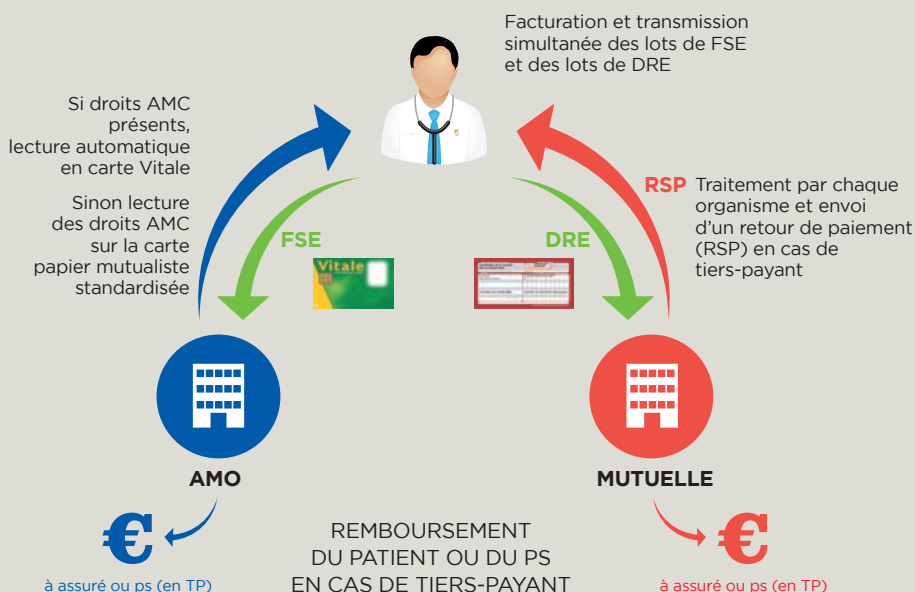 Facturation et transmission
simultanée des lots de FSE
et des lots de DRE
Si droits AMC
présents,
lecture automatique
en carte Vitale
Sinon lecture
des droits AMC
sur la carte
papier mutualiste
standardisée
FSE
Vitale
DRE
RSP Traitement par chaque
organisme et envoi
d'un retour de paiement
(RSP) en cas de
tiers-payant
AMO
MUTUELLE
€
à assuré ou ps (en TP)
REMBOURSEMENT
DU PATIENT OU DU PS
EN CAS DE TIERS-PAYANT
€
à assuré ou ps (en TP)